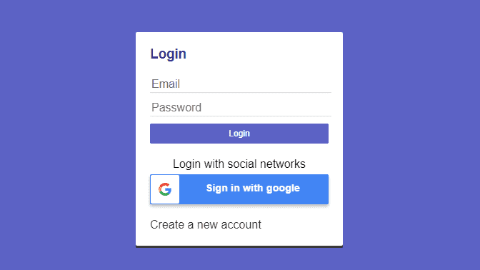 Login
Email
Password
Login
Login with social networks
Sign in with google
Create a new account